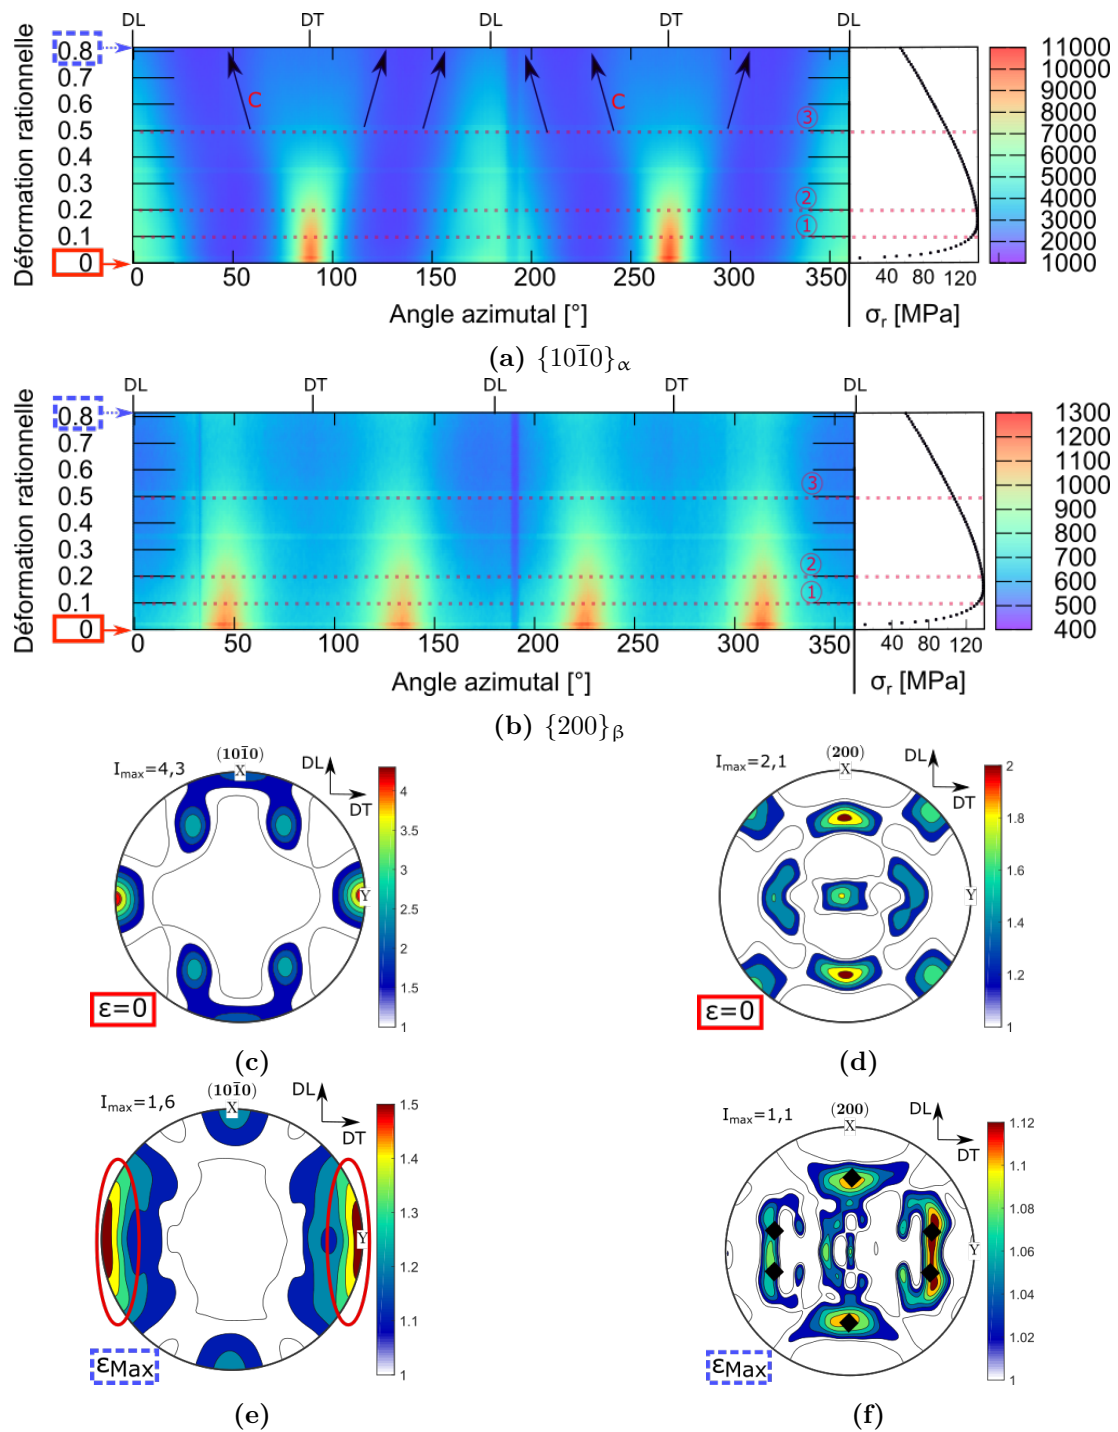 DL DT DL DT DL
Déformation rationnelle
0.8
0.7
0.6
0.5
0.4
0.3
0.2
0.1
0
C C
③
②
①
0 50 100 150 200 250 300 350
Angle azimutal [°]
40 80 120
σr [MPa]
11000
10000
9000
8000
7000
6000
5000
4000
3000
2000
1000
(a) {101̅0}α
DL DT DL DT DL
Déformation rationnelle
0.8
0.7
0.6
0.5
0.4
0.3
0.2
0.1
0
③
②
①
0 50 100 150 200 250 300 350
Angle azimutal [°]
40 80 120
σr [MPa]
1300
1200
1100
1000
900
800
700
600
500
400
(b) {200}β
Imax=4,3
(101̅0)
X
Y
DL
DT
4
3.5
3
2.5
2
1.5
1
ε=0
(c)
Imax=2,1
(200)
X
Y
DL
DT
2
1.8
1.6
1.4
1.2
1
ε=0
(d)
Imax=1,6
(101̅0)
X
Y
DL
DT
1.5
1.4
1.3
1.2
1.1
1
εMax
(e)
Imax=1,1
(200)
X
Y
DL
DT
1.12
1.1
1.08
1.06
1.04
1.02
1
εMax
(f)